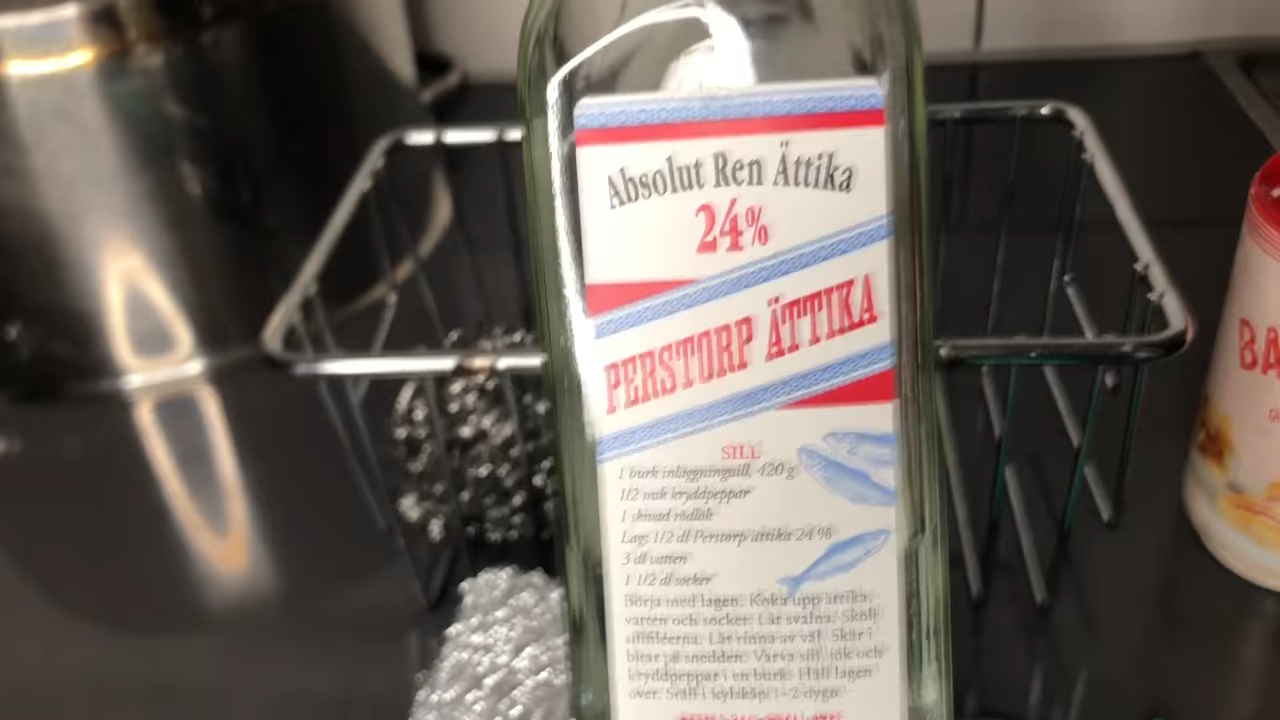 Absolut Ren Ättika
24%
PERSTORP ÄTTIKA
SILL
1 burk inläggningssill, 420 g
1/2 msk kryddpeppar
1 skivad rödlök
Lag: 1/2 dl Perstorp ättika 24 %
3 dl vatten
1 1/2 dl socker
Börja med lagen. Koka upp ättika,
vatten och socker. Låt svalna. Skölj
sillfiléerna. Låt rinna av väl. Skär i
bitar på snedden. Varva sill, lök och
kryddpeppar i en burk. Häll lagen
över. Ställ i kylskåp 1-2 dygn.
BA